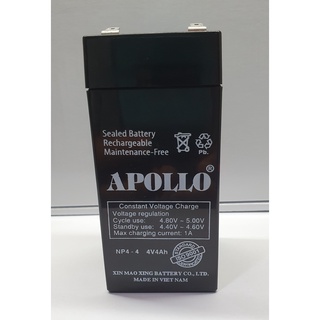 Sealed Battery
Rechargeable
Maintenance-Free
Pb.
APOLLO®
Constant Voltage Charge
Voltage regulation
Cycle use: 4.80V - 5.00V
Standby use: 4.40V - 4.60V
Max charging current: 1A
NP4-4 4V4Ah
XIN MAO XING BATTERY CO., LTD.
MADE IN VIET NAM